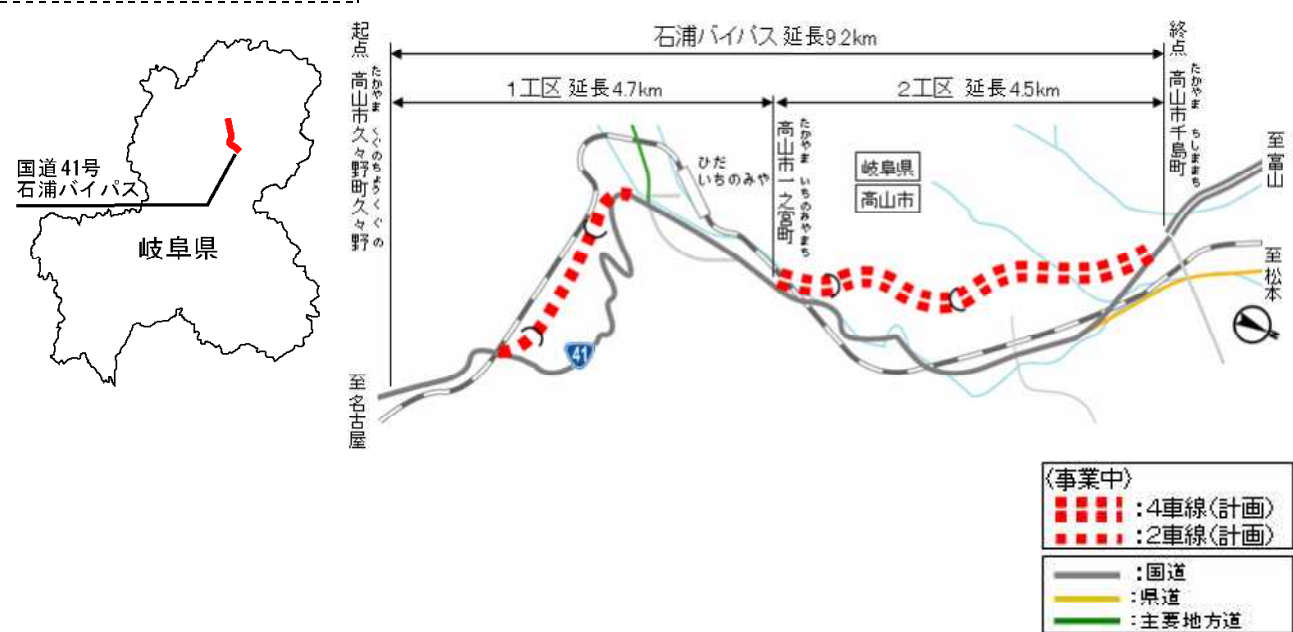 国道41号
石浦バイパス
岐阜県
石浦バイパス 延長9.2km
1工区 延長4.7km
2工区 延長4.5km
起点
高山市久々野町久々野
たかやま くぐのちょうくぐの
終点
高山市千島町
たかやま ちしままち
高山市一之宮町
たかやま いちのみやまち
ひだ
いちのみや
岐阜県
高山市
41
至富山
至松本
至名古屋
〈事業中〉
:4車線(計画)
:2車線(計画)
:国道
:県道
:主要地方道